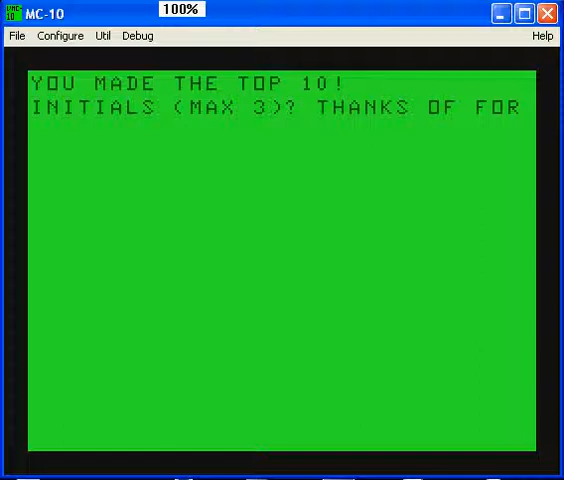 MC-10
100%
File Configure Util Debug Help
YOU MADE THE TOP 10!
INITIALS (MAX 3)? THANKS OF FOR